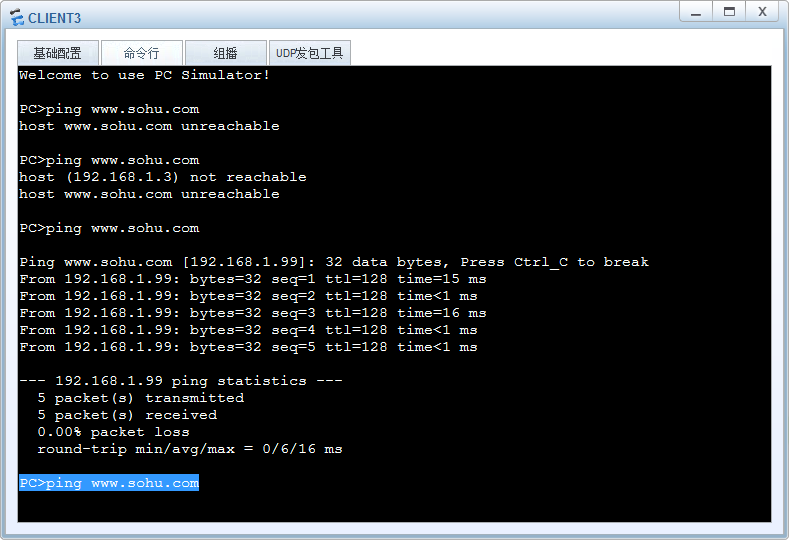 CLIENT3
X
基础配置 命令行 组播 UDP发包工具
Welcome to use PC Simulator!
PC>ping www.sohu.com
host www.sohu.com unreachable
PC>ping www.sohu.com
host (192.168.1.3) not reachable
host www.sohu.com unreachable
PC>ping www.sohu.com
Ping www.sohu.com [192.168.1.99]: 32 data bytes, Press Ctrl_C to break
From 192.168.1.99: bytes=32 seq=1 ttl=128 time=15 ms
From 192.168.1.99: bytes=32 seq=2 ttl=128 time<1 ms
From 192.168.1.99: bytes=32 seq=3 ttl=128 time=16 ms
From 192.168.1.99: bytes=32 seq=4 ttl=128 time<1 ms
From 192.168.1.99: bytes=32 seq=5 ttl=128 time<1 ms
--- 192.168.1.99 ping statistics ---
5 packet(s) transmitted
5 packet(s) received
0.00% packet loss
round-trip min/avg/max = 0/6/16 ms
PC>ping www.sohu.com